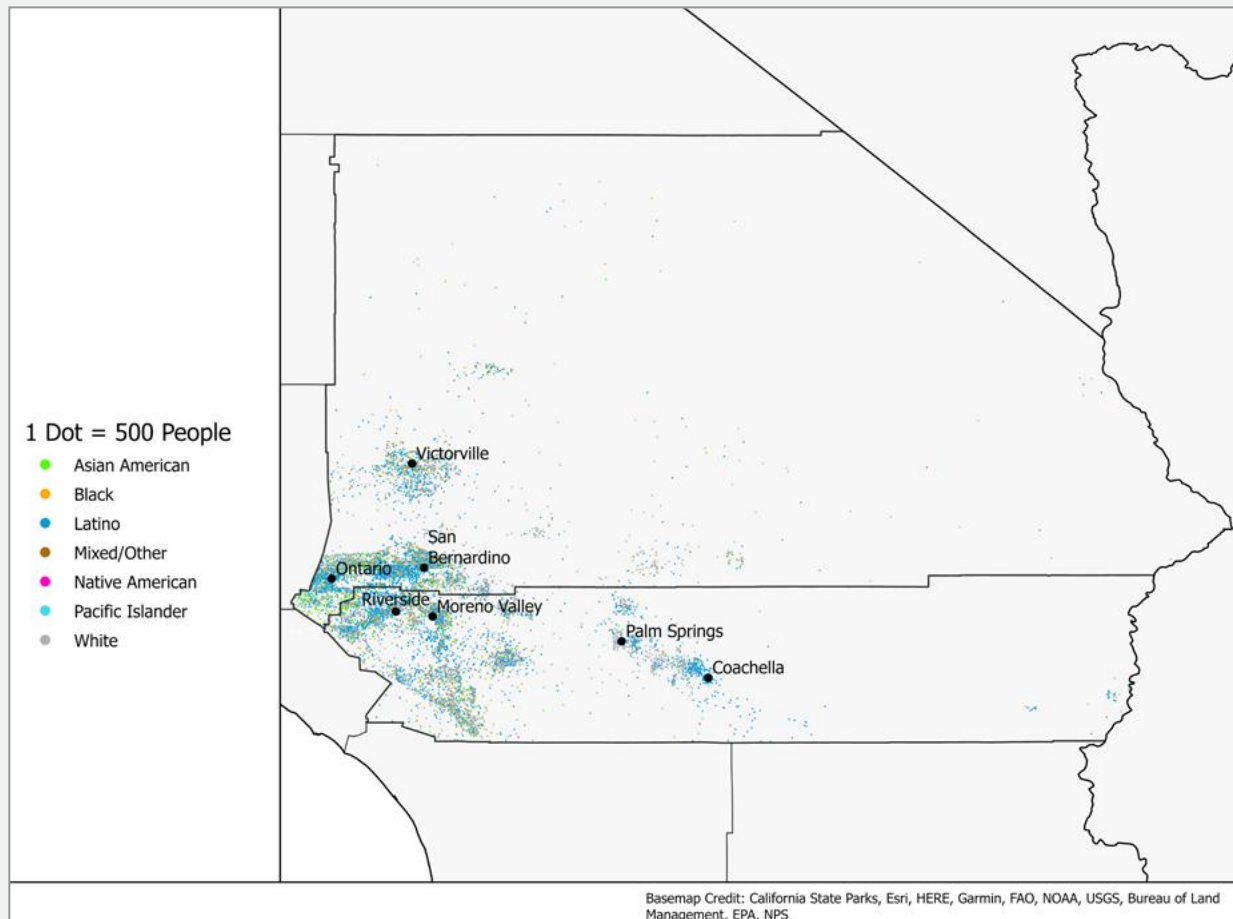 1 Dot = 500 People
Asian American
Black
Latino
Mixed/Other
Native American
Pacific Islander
White
Victorville
San
Bernardino
Ontario
Riverside
Moreno Valley
Palm Springs
Coachella
Basemap Credit: California State Parks, Esri, HERE, Garmin, FAO, NOAA, USGS, Bureau of Land
Management, EPA, NPS